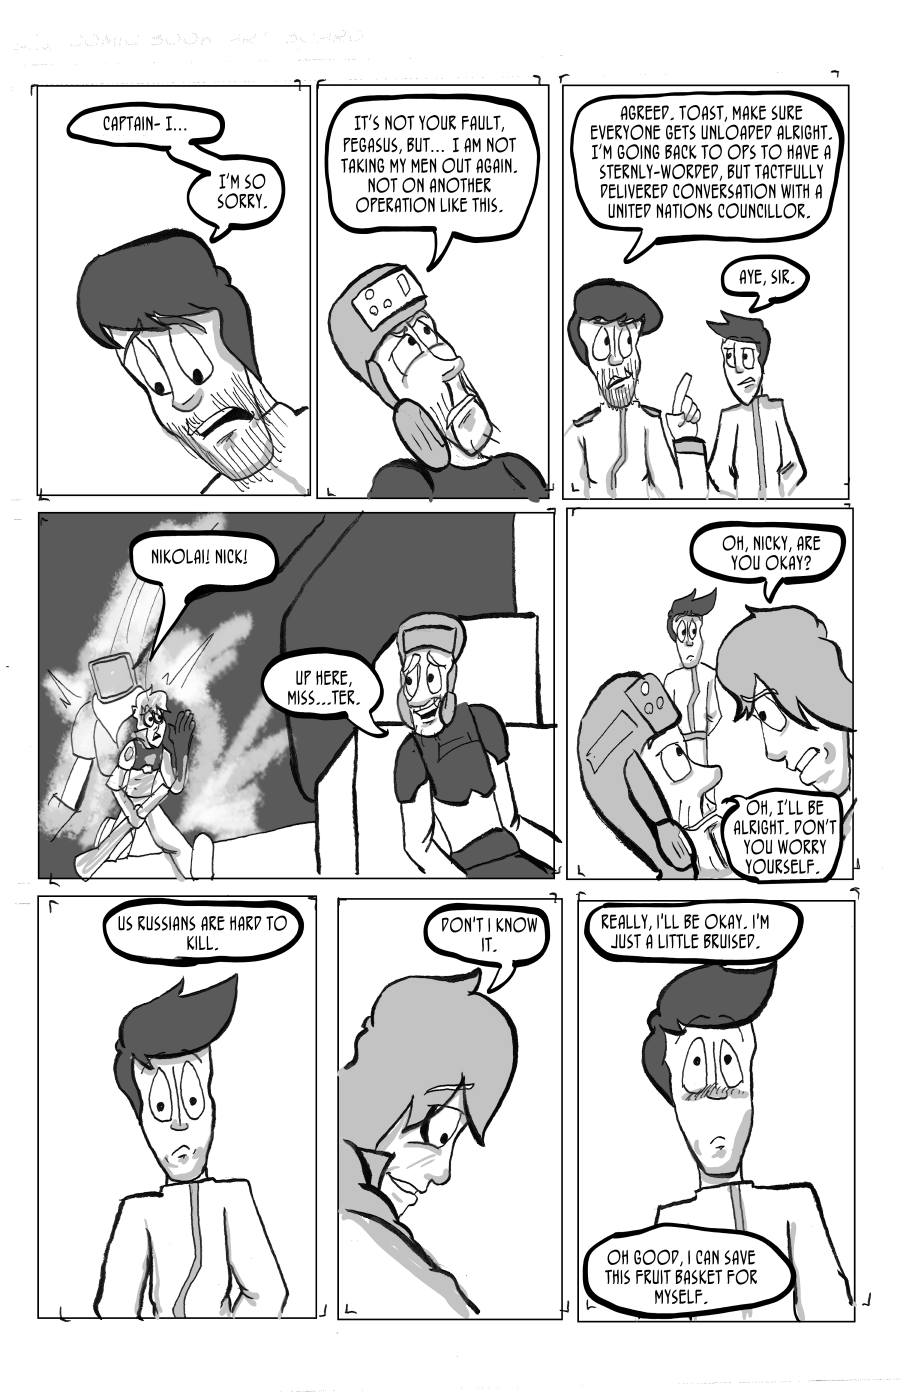 CAPTAIN- I...
I'M SO
SORRY.
IT'S NOT YOUR FAULT,
PEGASUS, BUT... I AM NOT
TAKING MY MEN OUT AGAIN.
NOT ON ANOTHER
OPERATION LIKE THIS.
AGREED. TOAST, MAKE SURE
EVERYONE GETS UNLOADED ALRIGHT.
I'M GOING BACK TO OPS TO HAVE A
STERNLY-WORDED, BUT TACTFULLY
DELIVERED CONVERSATION WITH A
UNITED NATIONS COUNCILLOR.
AYE, SIR.
NIKOLAI! NICK!
UP HERE,
MISS...TER.
OH, NICKY, ARE
YOU OKAY?
OH, I'LL BE
ALRIGHT. DON'T
YOU WORRY
YOURSELF.
US RUSSIANS ARE HARD TO
KILL.
DON'T I KNOW
IT.
REALLY, I'LL BE OKAY. I'M
JUST A LITTLE BRUISED.
OH GOOD, I CAN SAVE
THIS FRUIT BASKET FOR
MYSELF.